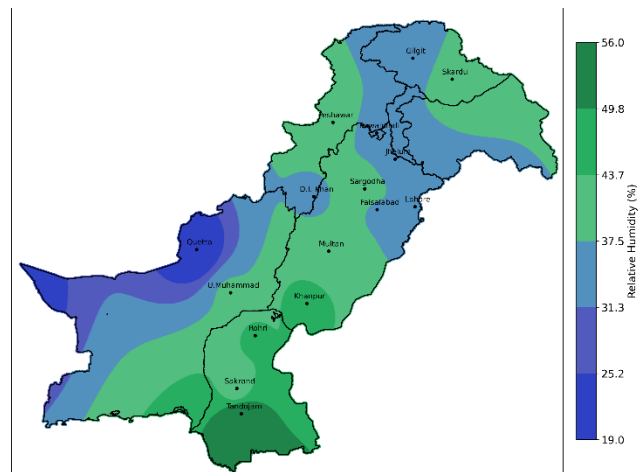 Gilgit
Skardu
Peshawar
Rawalpindi
Jhelum
D.I. Khan
Sargodha
Faisalabad
Lahore
Quetta
Multan
U.Muhammad
Khanpur
Rohri
Sakrand
Tandojam
56.0
49.8
43.7
37.5
31.3
25.2
19.0
Relative Humidity (%)